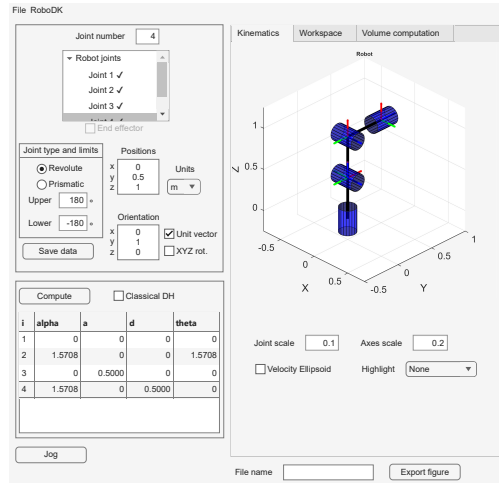 File RoboDK
Joint number 4
Robot joints
Joint 1 ✓
Joint 2 ✓
Joint 3 ✓
End effector
Joint type and limits
Revolute
Prismatic
Upper 180 °
Lower -180 °
Save data
Positions
x 0
y 0.5
z 1
Units
m
Orientation
x 0
y 1
z 0
Unit vector
XYZ rot.
Compute
Classical DH
i alpha a d theta
1 0 0 0 0
2 1.5708 0 0 1.5708
3 0 0.5000 0 0
4 1.5708 0 0.5000 0
Jog
Kinematics Workspace Volume computation
Robot
1
0.5
0
Z
-0.5
0
0.5
X
-0.5
0
1
Y
Joint scale 0.1 Axes scale 0.2
Velocity Ellipsoid Highlight None
File name Export figure